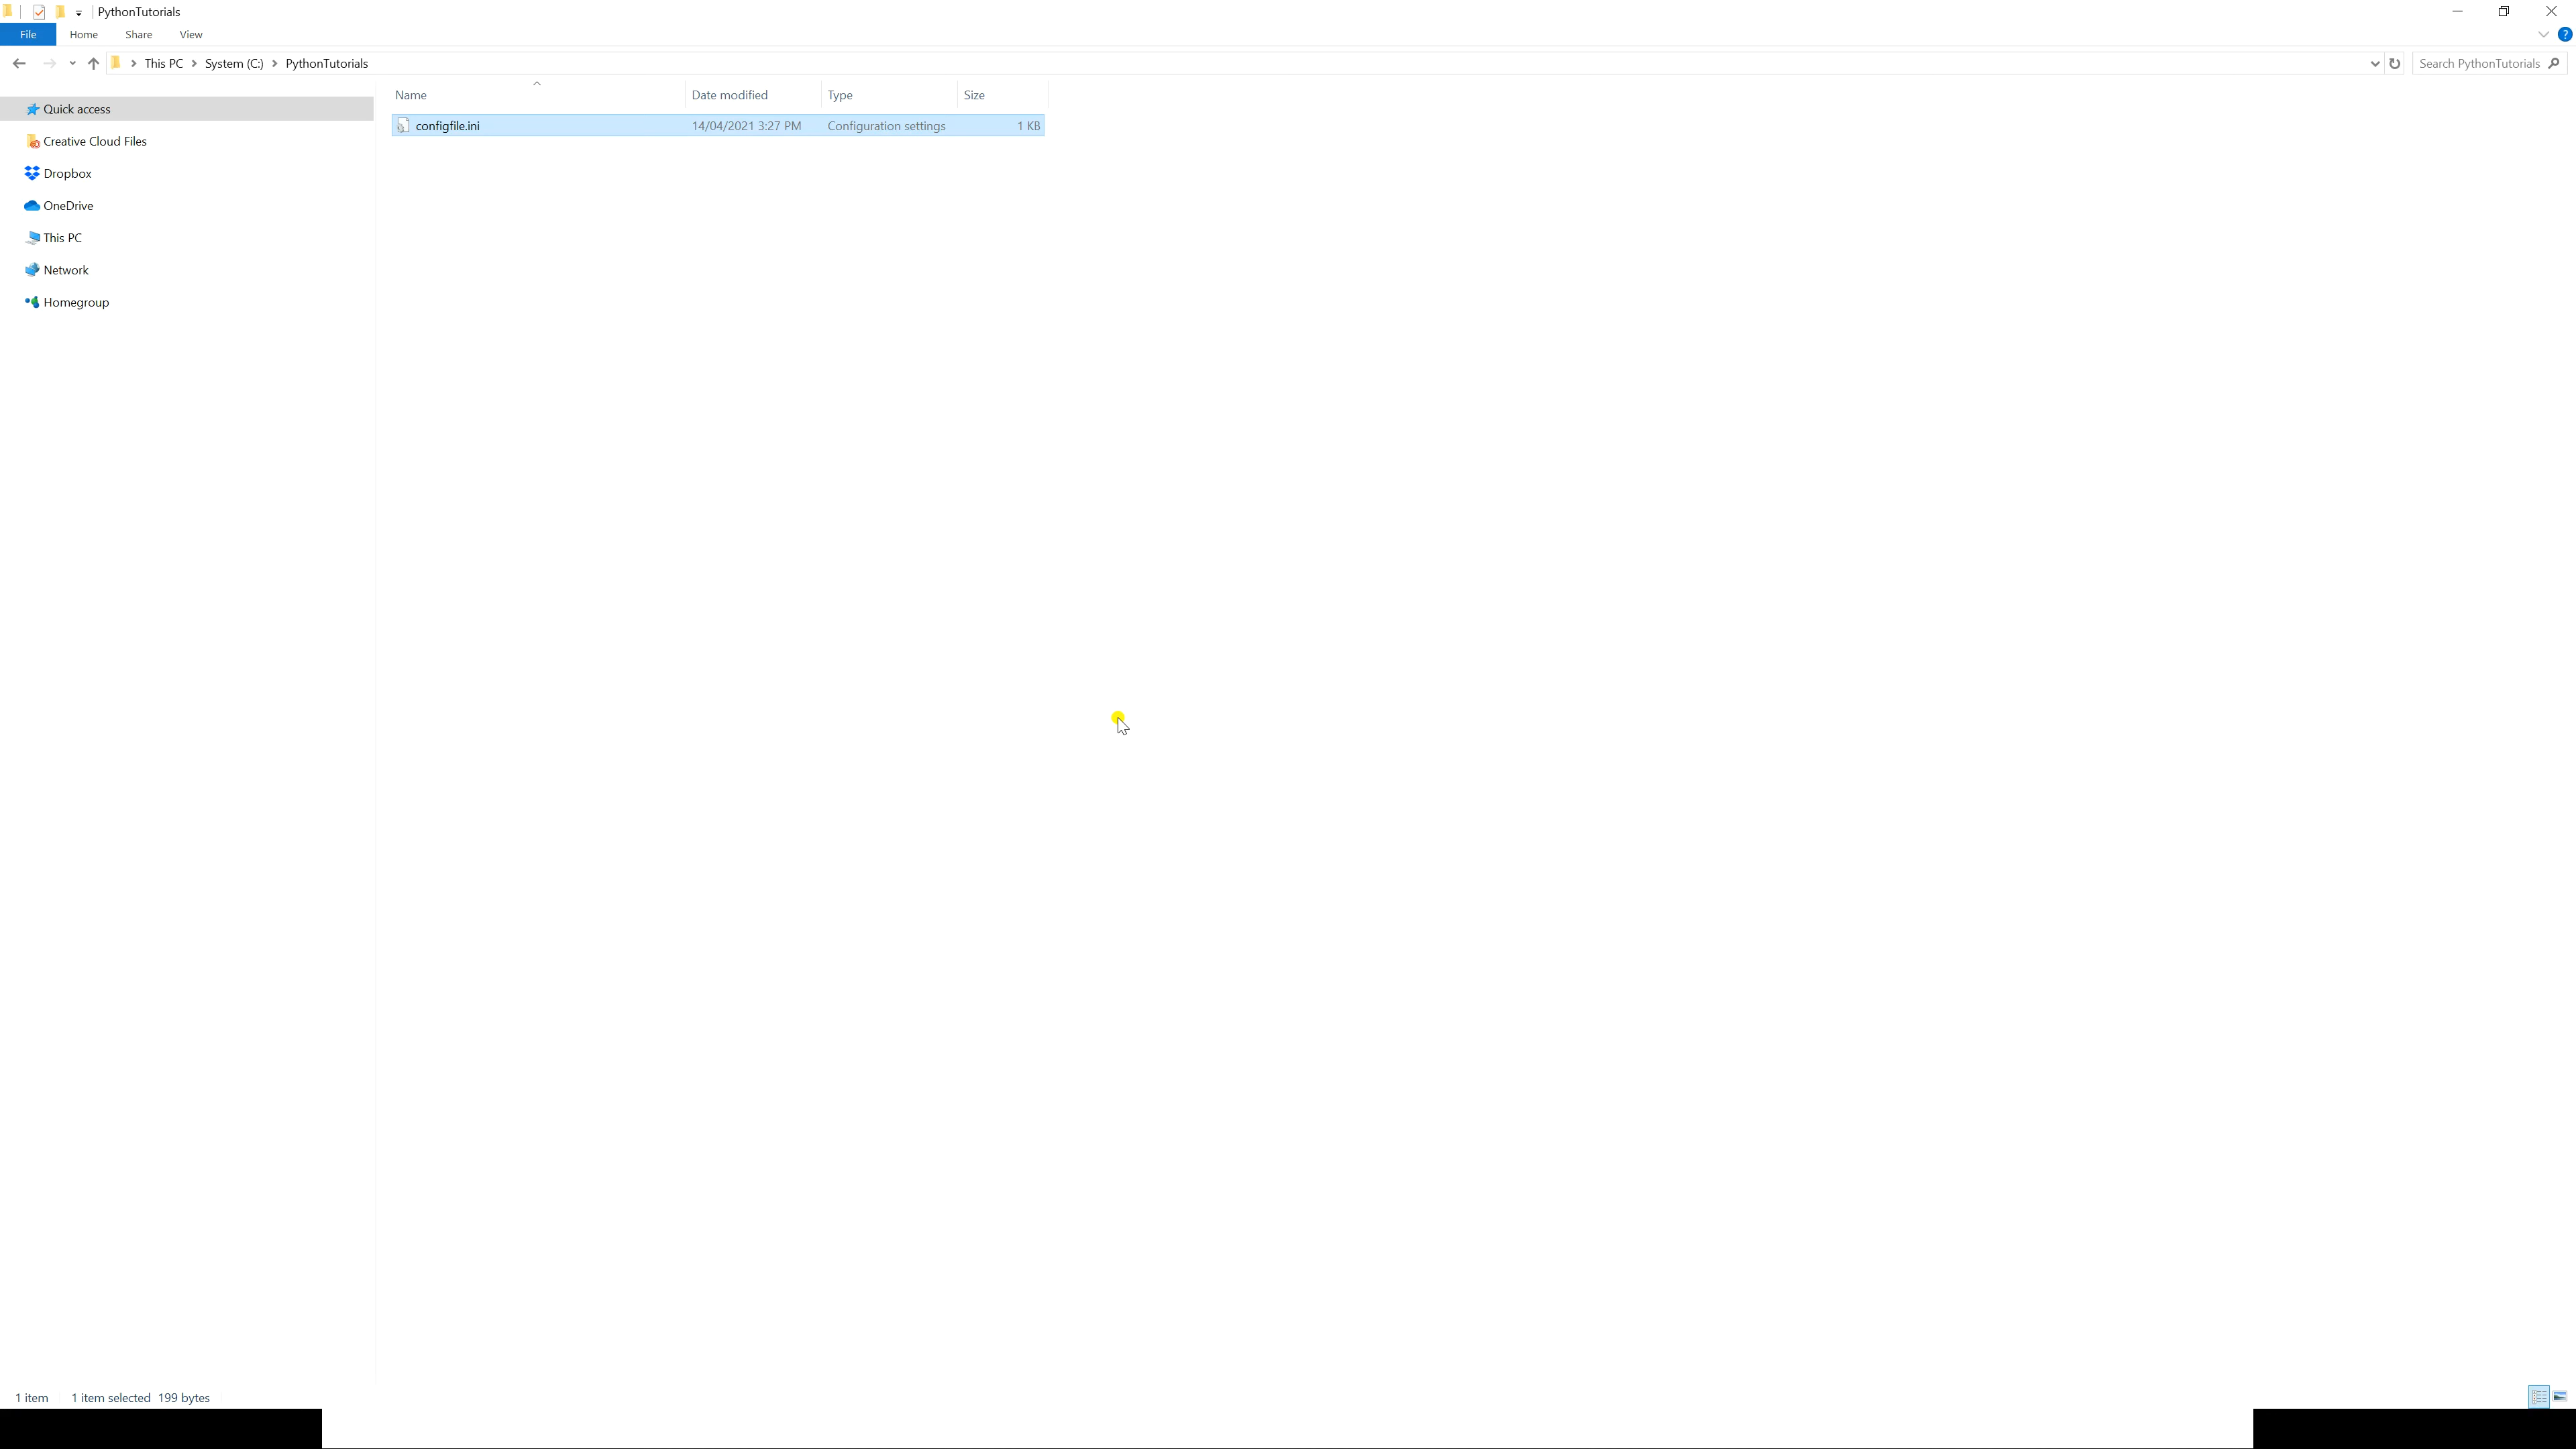 PythonTutorials
File Home Share View
This PC System (C:) PythonTutorials Search PythonTutorials
Name Date modified Type Size
Quick access
configfile.ini 14/04/2021 3:27 PM Configuration settings 1 KB
Creative Cloud Files
Dropbox
OneDrive
This PC
Network
Homegroup
1 item 1 item selected 199 bytes